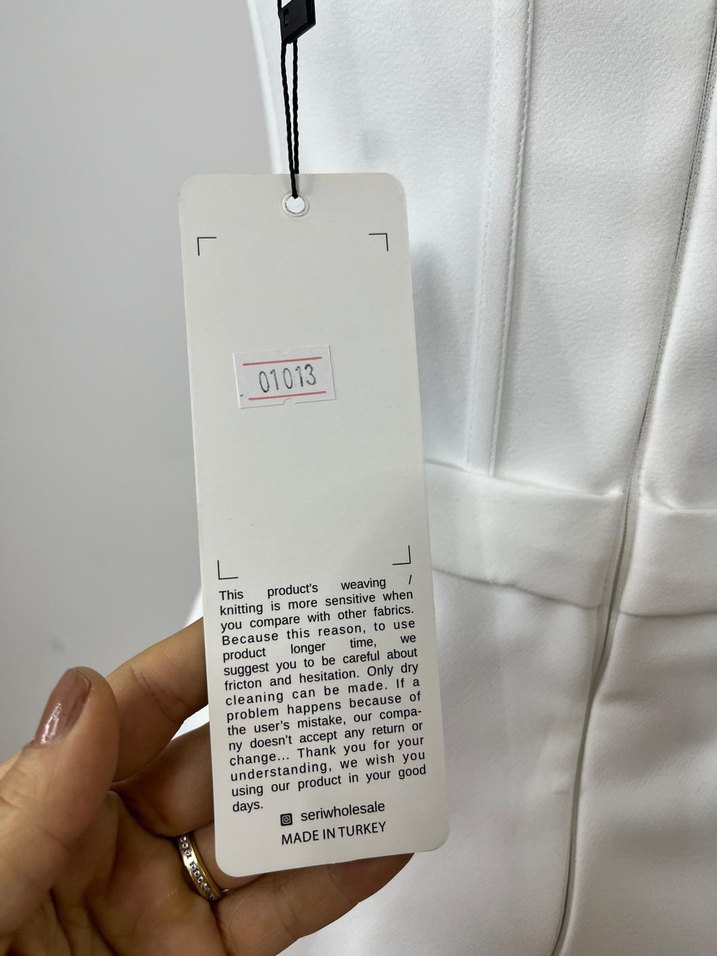 01013
This product's weaving /
knitting is more sensitive when
you compare with other fabrics.
Because this reason, to use
product longer time, we
suggest you to be careful about
fricton and hesitation. Only dry
cleaning can be made. If a
problem happens because of
the user's mistake, our compa-
ny doesn't accept any return or
change... Thank you for your
understanding, we wish you
using our product in your good
days.
seriwholesale
MADE IN TURKEY